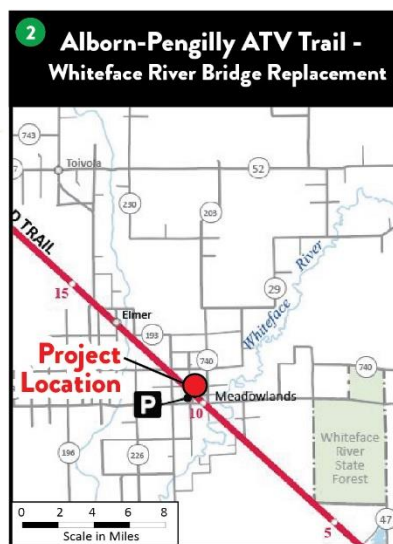 2
Alborn-Pengilly ATV Trail -
Whiteface River Bridge Replacement
743
7
Toivola
52
230
203
D TRAIL
River
29
15
Whiteface
Elmer
193
Project
Location
740
740
P
10
Meadowlands
Whiteface
River
State
Forest
196
226
47
5
0 2 4 6 8
Scale in Miles